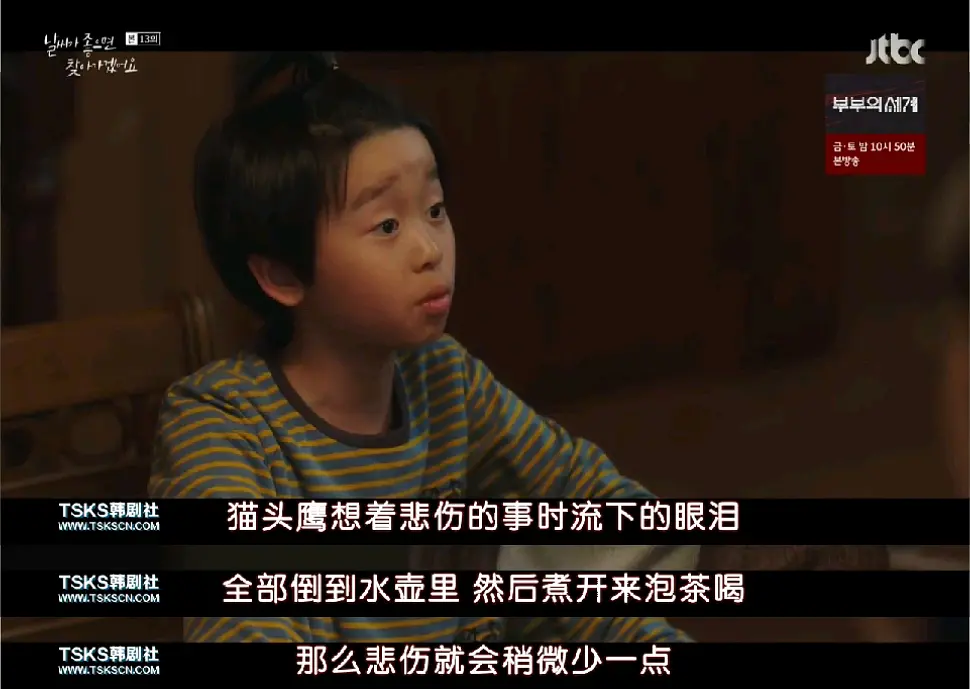 날씨가 좋으면 본 13회
찾아가겠어요
jtbc
부부의 세계
금·토 밤 10시 50분
본방송
TSKS韩剧社
WWW.TSKSCN.COM
猫头鹰想着悲伤的事时流下的眼泪
TSKS韩剧社
WWW.TSKSCN.COM
全部倒到水壶里 然后煮开来泡茶喝
TSKS韩剧社
WWW.TSKSCN.COM
那么悲伤就会稍微少一点